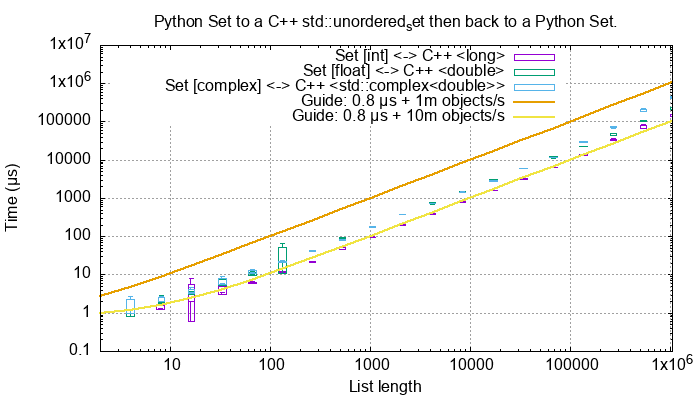 Python Set to a C++ std::unordered_set then back to a Python Set.
1x10^7
Set [int] <-> C++ <long>
Set [float] <-> C++ <double>
1x10^6
Set [complex] <-> C++ <std::complex<double>>
Guide: 0.8 µs + 1m objects/s
100000
Guide: 0.8 µs + 10m objects/s
10000
1000
Time (µs)
100
10
1
0.1
10 100 1000 10000 100000 1x10^6
List length